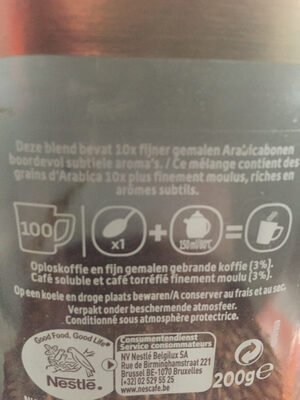 Deze blend bevat 10x fijner gemalen Arabicabonen
boordevol subtiele aroma's. / Ce mélange contient des
grains d'Arabica 10x plus finement moulus, riches en
arômes subtils.
100
x1
+
150 ml/80°C
=
Oploskoffie en fijn gemalen gebrande koffie (3%).
Café soluble et café torréfié finement moulu (3%).
Op een koele en droge plaats bewaren/A conserver au frais et au sec.
Verpakt onder beschermende atmosfeer.
Conditionné sous atmosphère protectrice.
Good Food, Good Life®
Nestlé®
Consumentendienst
Service consommateurs
NV Nestlé Belgilux SA
Rue de Birminghamstraat 221
Brussel BE-1070 Bruxelles
(+32) 02 529 55 25
www.nescafe.be
200g e